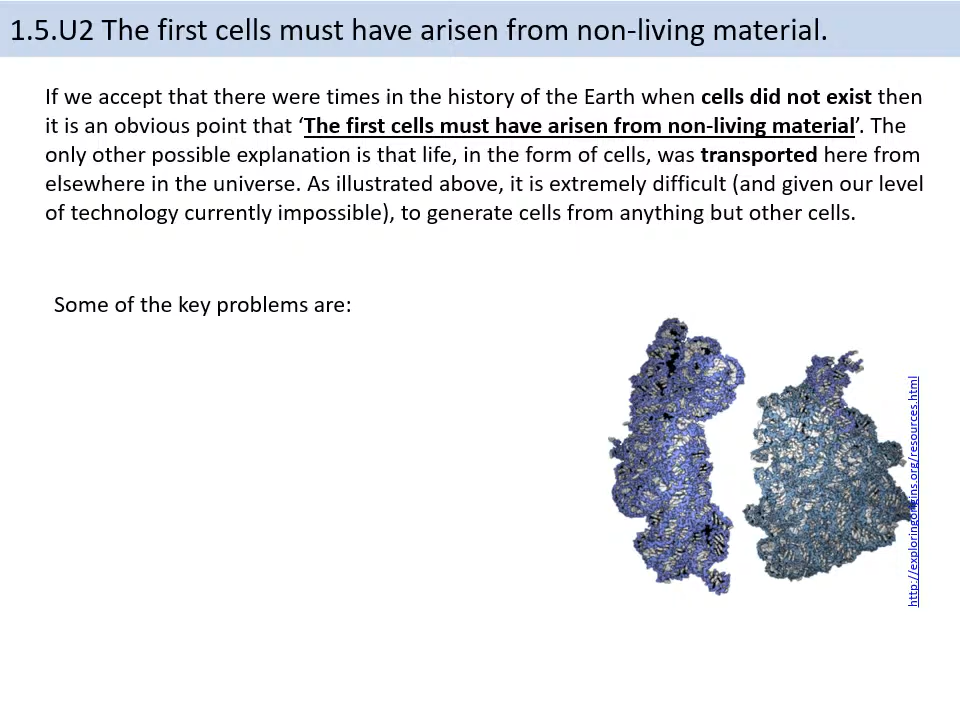 1.5.U2 The first cells must have arisen from non-living material.
If we accept that there were times in the history of the Earth when cells did not exist then
it is an obvious point that ‘The first cells must have arisen from non-living material’. The
only other possible explanation is that life, in the form of cells, was transported here from
elsewhere in the universe. As illustrated above, it is extremely difficult (and given our level
of technology currently impossible), to generate cells from anything but other cells.
Some of the key problems are:
http://exploringorigins.org/resources.html